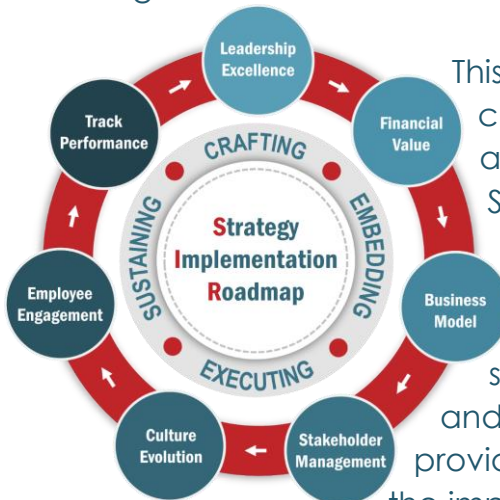 Leadership
Excellence
Financial
Value
Business
Model
Stakeholder
Management
Culture
Evolution
Employee
Engagement
Track
Performance
CRAFTING
EMBEDDING
EXECUTING
SUSTAINING
Strategy
Implementation
Roadmap
This
and